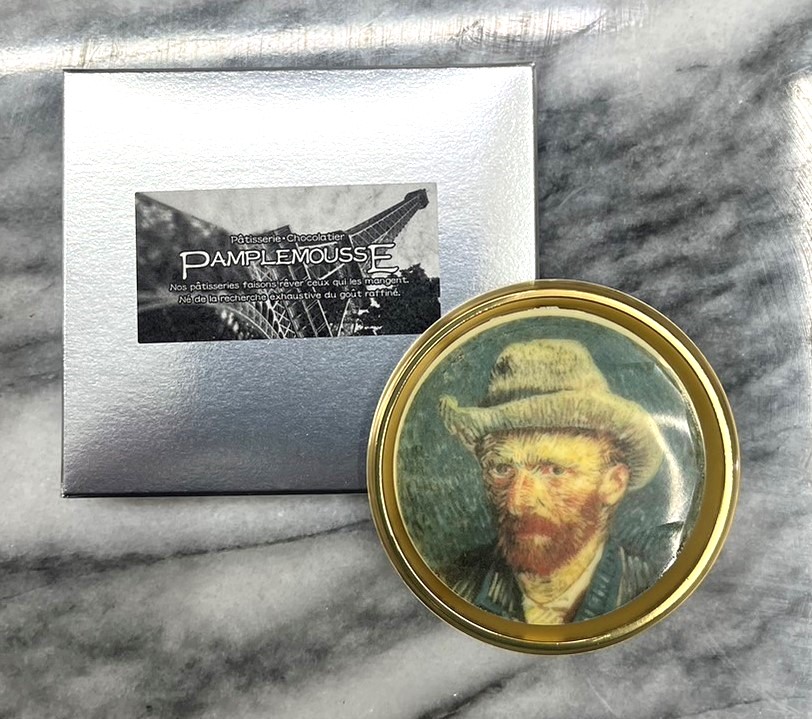 Pâtisserie・Chocolatier
PAMPLEMOUSSE
Nos pâtisseries faisons rêver ceux qui les mangent.
Né de la recherche exhaustive du goût raffiné.